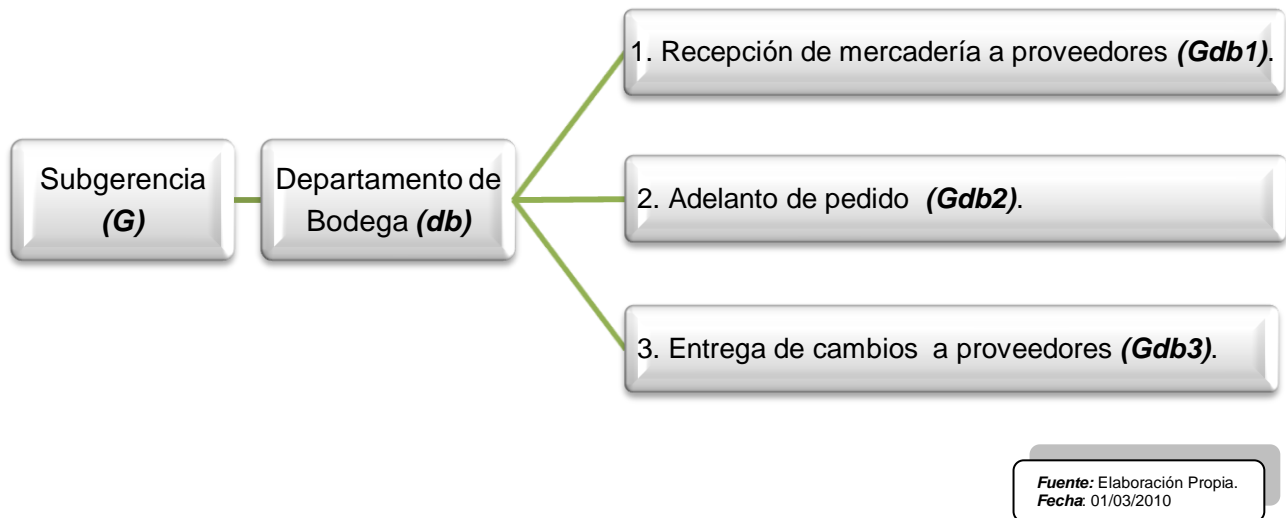 Subgerencia
(G)
Departamento de
Bodega (db)
1. Recepción de mercadería a proveedores (Gdb1).
2. Adelanto de pedido (Gdb2).
3. Entrega de cambios a proveedores (Gdb3).
Fuente: Elaboración Propia.
Fecha: 01/03/2010